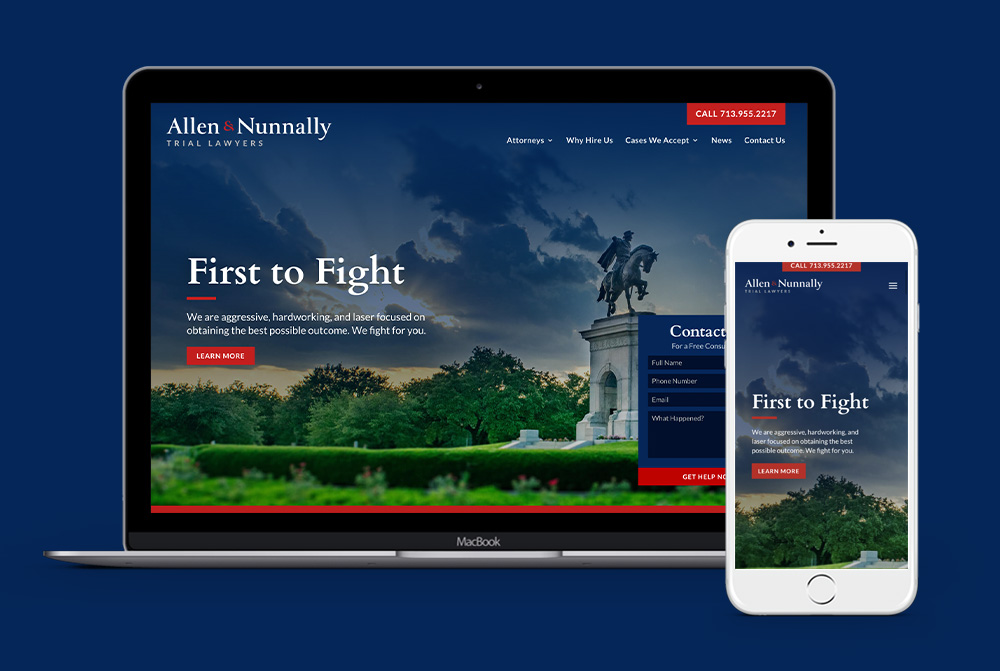 CALL 713.955.2217
Allen & Nunnally
TRIAL LAWYERS
Attorneys Why Hire Us Cases We Accept News Contact Us
First to Fight
We are aggressive, hardworking, and laser focused on
obtaining the best possible outcome. We fight for you.
LEARN MORE
Contact
For a Free Consu
Full Name
Phone Number
Email
What Happened?
GET HELP NO
MacBook
CALL 713.955.2217
Allen & Nunnally
TRIAL LAWYERS
First to Fight
We are aggressive, hardworking, and
laser focused on obtaining the best
possible outcome. We fight for you.
LEARN MORE